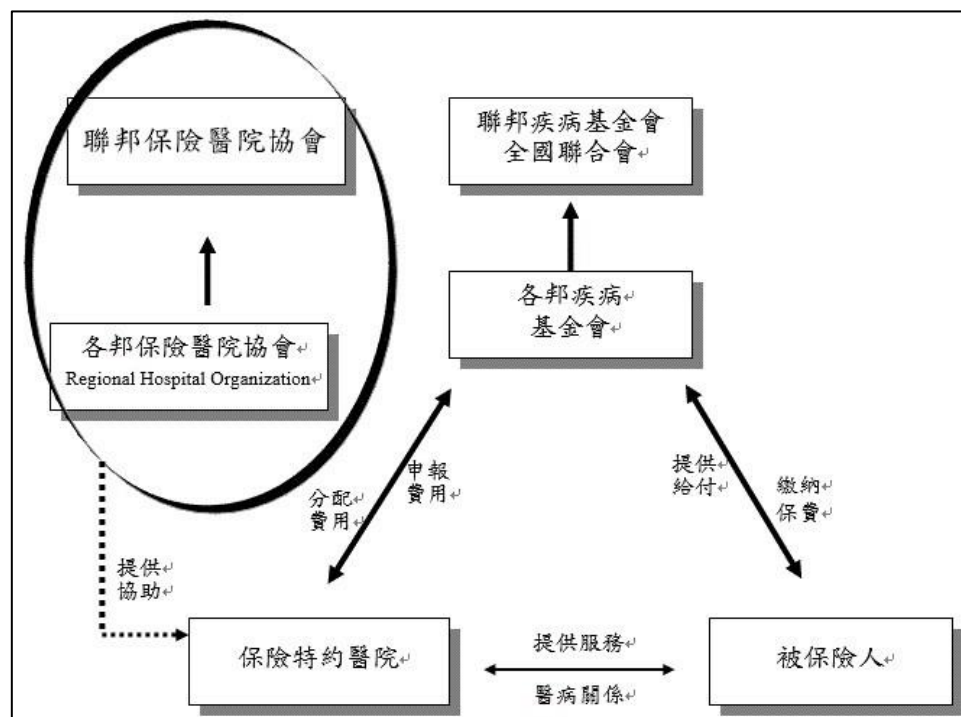 聯邦保險醫院協會
聯邦疾病基金會
全國聯合會
各邦疾病
基金會
各邦保險醫院協會
Regional Hospital Organization
分配
費用
申報
費用
提供
給付
繳納
保費
提供
協助
保險特約醫院
提供服務
醫病關係
被保險人